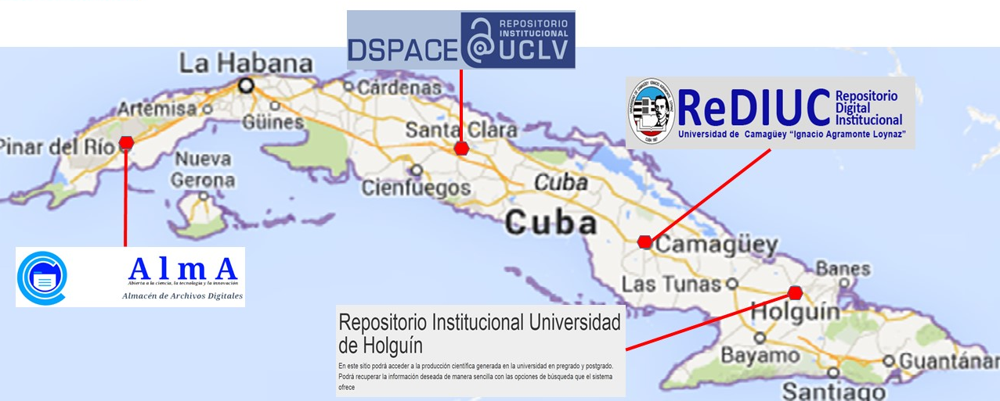 DSPACE
REPOSITORIO
INSTITUCIONAL
UCLV
La Habana
Cárdenas
Artemisa
Güines
Santa Clara
Pinar del Río
Nueva
Gerona
Cienfuegos
Cuba
Cuba
ReDIUC
Repositorio
Digital
Institucional
Universidad de Camagüey "Ignacio Agramonte Loynaz"
Camagüey
AlmA
Abierta a la ciencia, la tecnología y la innovación
Almacén de Archivos Digitales
Banes
Las Tunas
Holguín
Repositorio Institucional Universidad
de Holguín
En este sitio podrá acceder a la producción científica generada en la universidad en pregrado y postgrado.
Podrá recuperar la información deseada de manera sencilla con las opciones de búsqueda que el sistema
ofrece
Bayamo
Guantánar
Santiago